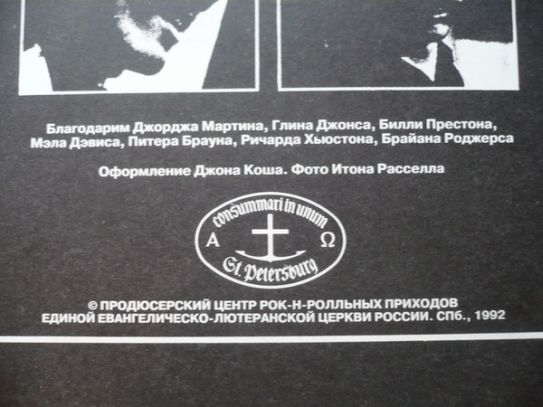 Благодарим Джорджа Мартина, Глина Джонса, Билли Престона,
Мэла Дэвиса, Питера Брауна, Ричарда Хьюстона, Брайана Роджерса
Оформление Джона Коша. Фото Итона Расселла
consummari in unum
Α Ω
St. Petersburg
© ПРОДЮСЕРСКИЙ ЦЕНТР РОК-Н-РОЛЛЬНЫХ ПРИХОДОВ
ЕДИНОЙ ЕВАНГЕЛИЧЕСКО-ЛЮТЕРАНСКОЙ ЦЕРКВИ РОССИИ. СПб., 1992